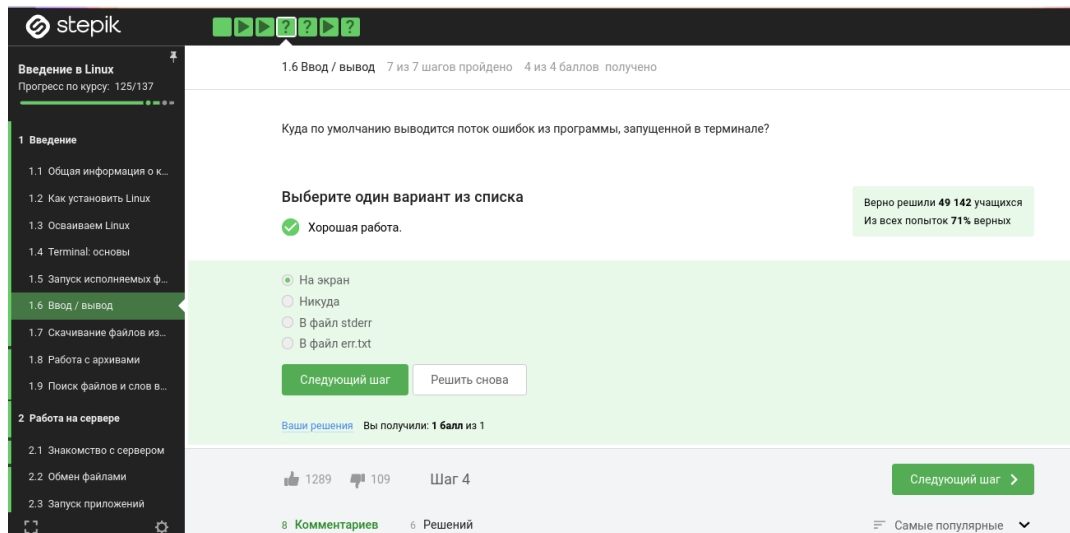 stepik
Введение в Linux
Прогресс по курсу: 125/137
1 Введение
1.1 Общая информация о к...
1.2 Как установить Linux
1.3 Осваиваем Linux
1.4 Terminal: основы
1.5 Запуск исполняемых ф...
1.6 Ввод / вывод
1.7 Скачивание файлов из...
1.8 Работа с архивами
1.9 Поиск файлов и слов в...
2 Работа на сервере
2.1 Знакомство с сервером
2.2 Обмен файлами
2.3 Запуск приложений
1.6 Ввод / вывод 7 из 7 шагов пройдено 4 из 4 баллов получено
Куда по умолчанию выводится поток ошибок из программы, запущенной в терминале?
Выберите один вариант из списка
Хорошая работа.
Верно решили 49 142 учащихся
Из всех попыток 71% верных
На экран
Никуда
В файл stderr
В файл err.txt
Следующий шаг Решить снова
Ваши решения Вы получили: 1 балл из 1
1289 109 Шаг 4 Следующий шаг
8 Комментариев 6 Решений Самые популярные